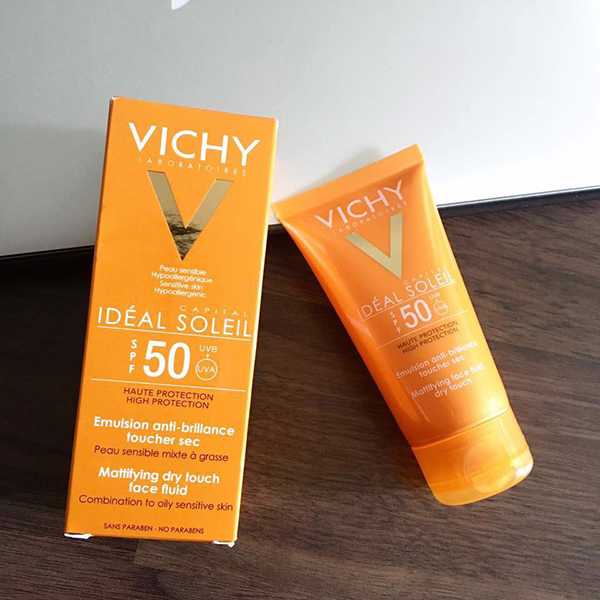 VICHY
LABORATOIRES
Peau sensible
Hypoallergénique
Sensitive skin
Hypoallergenic
CAPITAL
IDÉAL SOLEIL
SPF 50 UVB + UVA
HAUTE PROTECTION
HIGH PROTECTION
Emulsion anti-brillance
toucher sec
Peau sensible mixte à grasse
Mattifying dry touch
face fluid
Combination to oily sensitive skin
SANS PARABEN - NO PARABENS
VICHY
LABORATOIRES
CAPITAL
IDÉAL SOLEIL
SPF 50 UVB + UVA
HAUTE PROTECTION
HIGH PROTECTION
Emulsion anti-brillance
toucher sec
Mattifying face fluid
dry touch